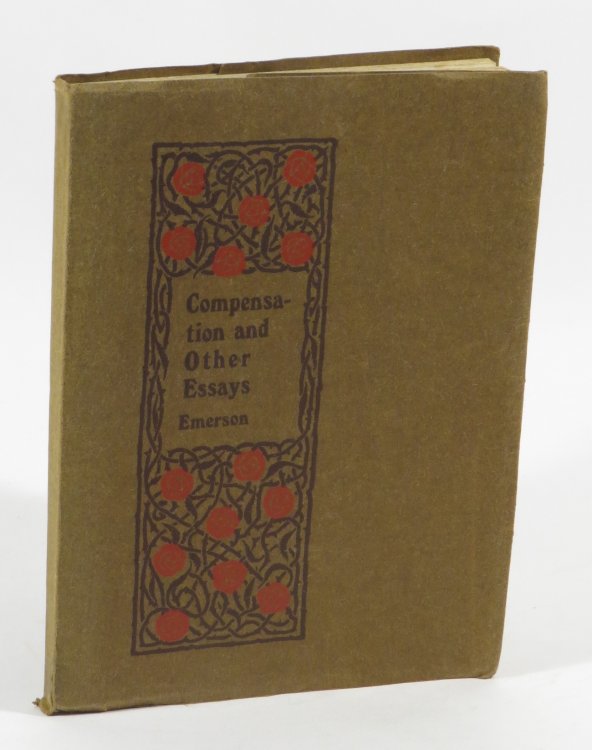 Compensa-
tion and
Other
Essays
Emerson